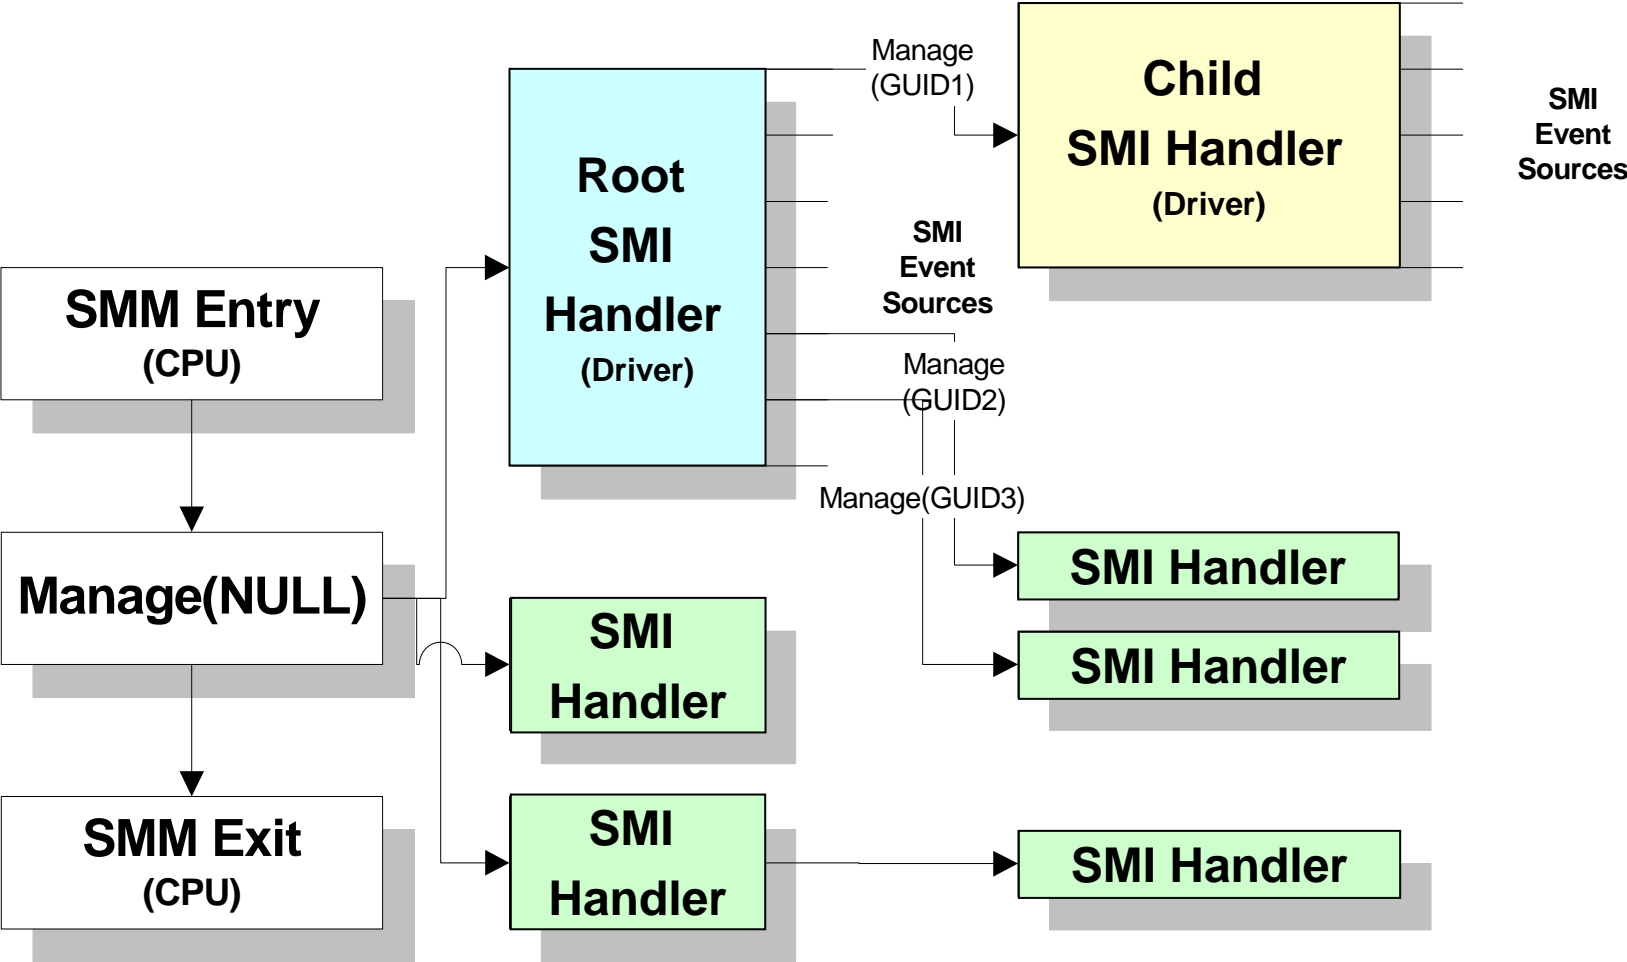 SMM Entry
(CPU)
Manage(NULL)
SMM Exit
(CPU)
Root
SMI
Handler
(Driver)
SMI
Handler
SMI
Handler
Manage
(GUID1)
SMI
Event
Sources
Manage
(GUID2)
Manage(GUID3)
Child
SMI Handler
(Driver)
SMI Handler
SMI Handler
SMI Handler
SMI
Event
Sources